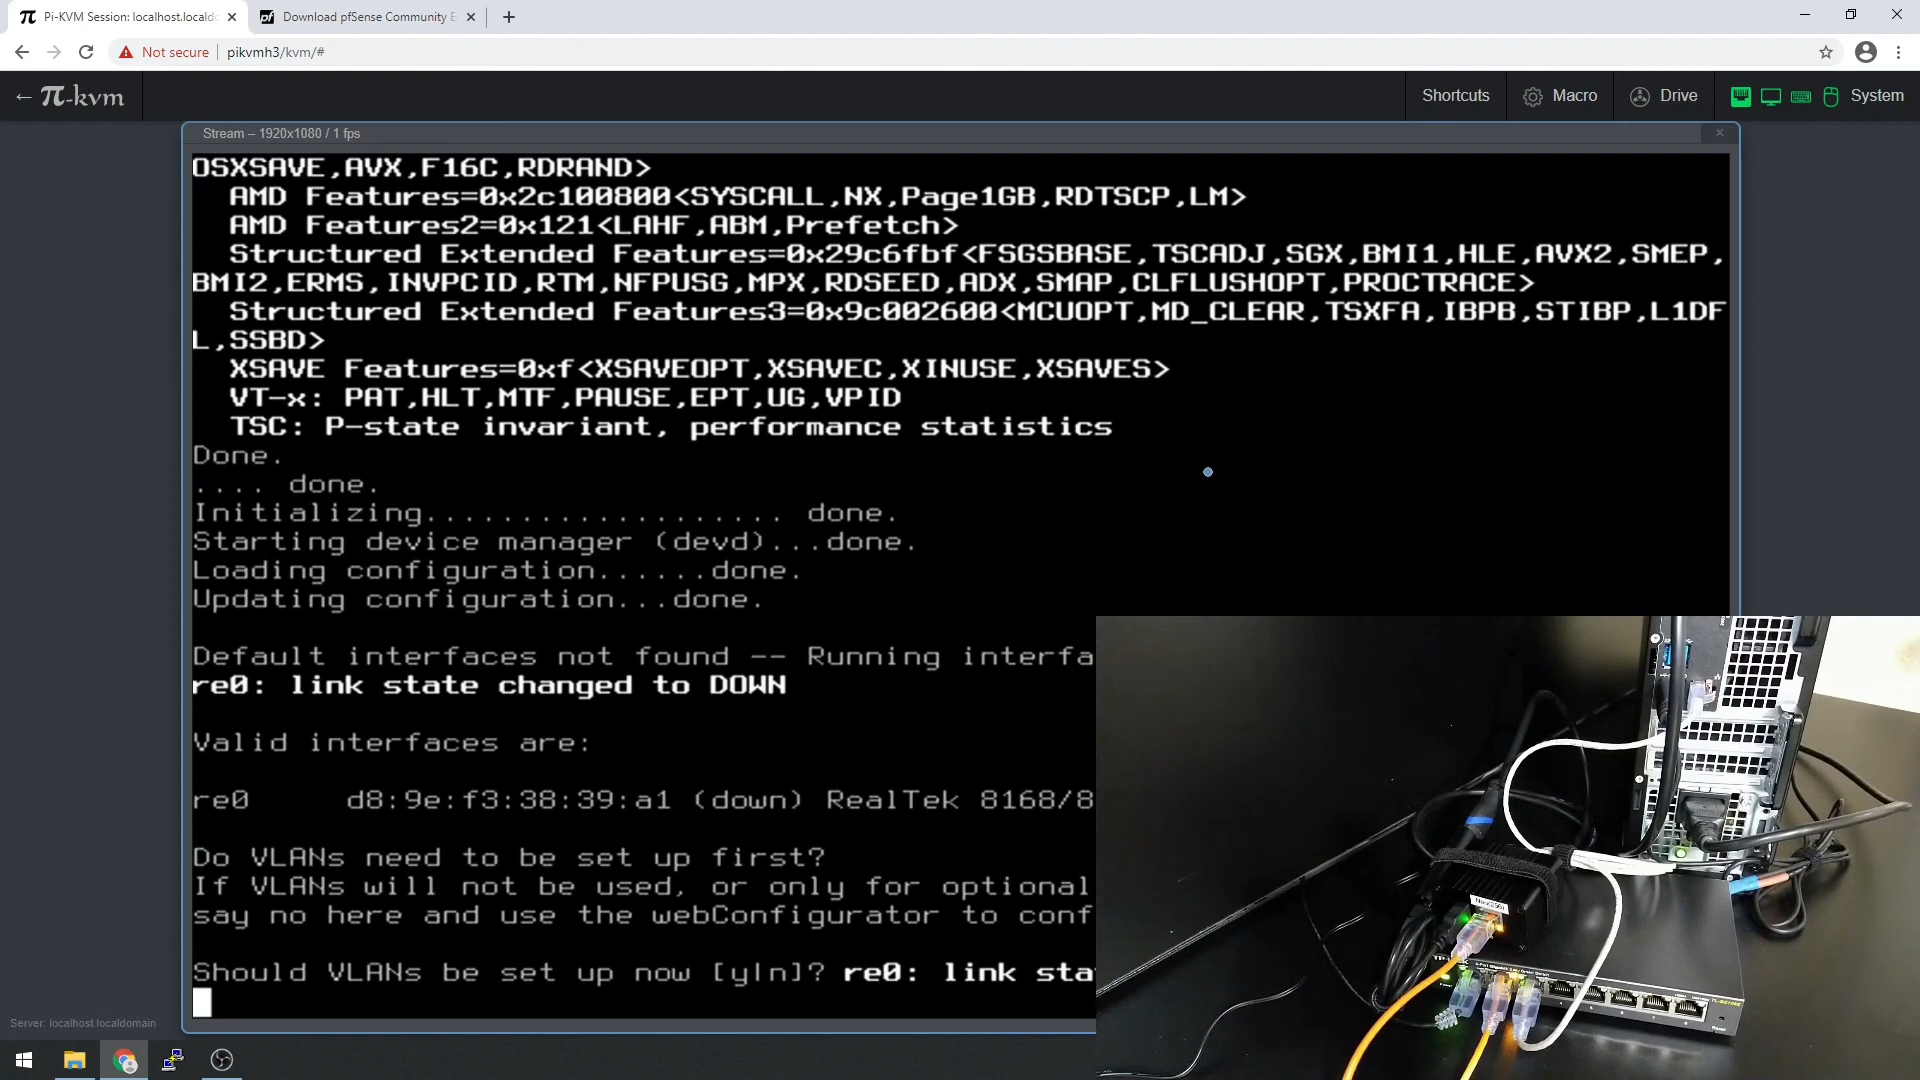 Pi-KVM Session: localhost.locald
Download pfSense Community E
Not secure
pikvmh3/kvm/#
π-kvm
Shortcuts
Macro
Drive
System
Stream – 1920x1080 / 1 fps
OSXSAVE,AVX,F16C,RDRAND>
AMD Features=0x2c100800<SYSCALL,NX,Page1GB,RDTSCP,LM>
AMD Features2=0x121<LAHF,ABM,Prefetch>
Structured Extended Features=0x29c6fbf<FSGSBASE,TSCADJ,SGX,BMI1,HLE,AVX2,SMEP,
BMI2,ERMS,INVPCID,RTM,NFPUSG,MPX,RDSEED,ADX,SMAP,CLFLUSHOPT,PROCTRACE>
Structured Extended Features3=0x9c002600<MCUOPT,MD_CLEAR,TSXFA,IBPB,STIBP,L1DF
L,SSBD>
XSAVE Features=0xf<XSAVEOPT,XSAVEC,XINUSE,XSAVES>
VT-x: PAT,HLT,MTF,PAUSE,EPT,UG,VPID
TSC: P-state invariant, performance statistics
Done.
.... done.
Initializing................... done.
Starting device manager (devd)...done.
Loading configuration......done.
Updating configuration...done.
Default interfaces not found -- Running interfa
re0: link state changed to DOWN
Valid interfaces are:
re0 d8:9e:f3:38:39:a1 (down) RealTek 8168/8
Do VLANs need to be set up first?
If VLANs will not be used, or only for optional
say no here and use the webConfigurator to conf
Should VLANs be set up now [y|n]? re0: link sta
Server: localhost.localdomain